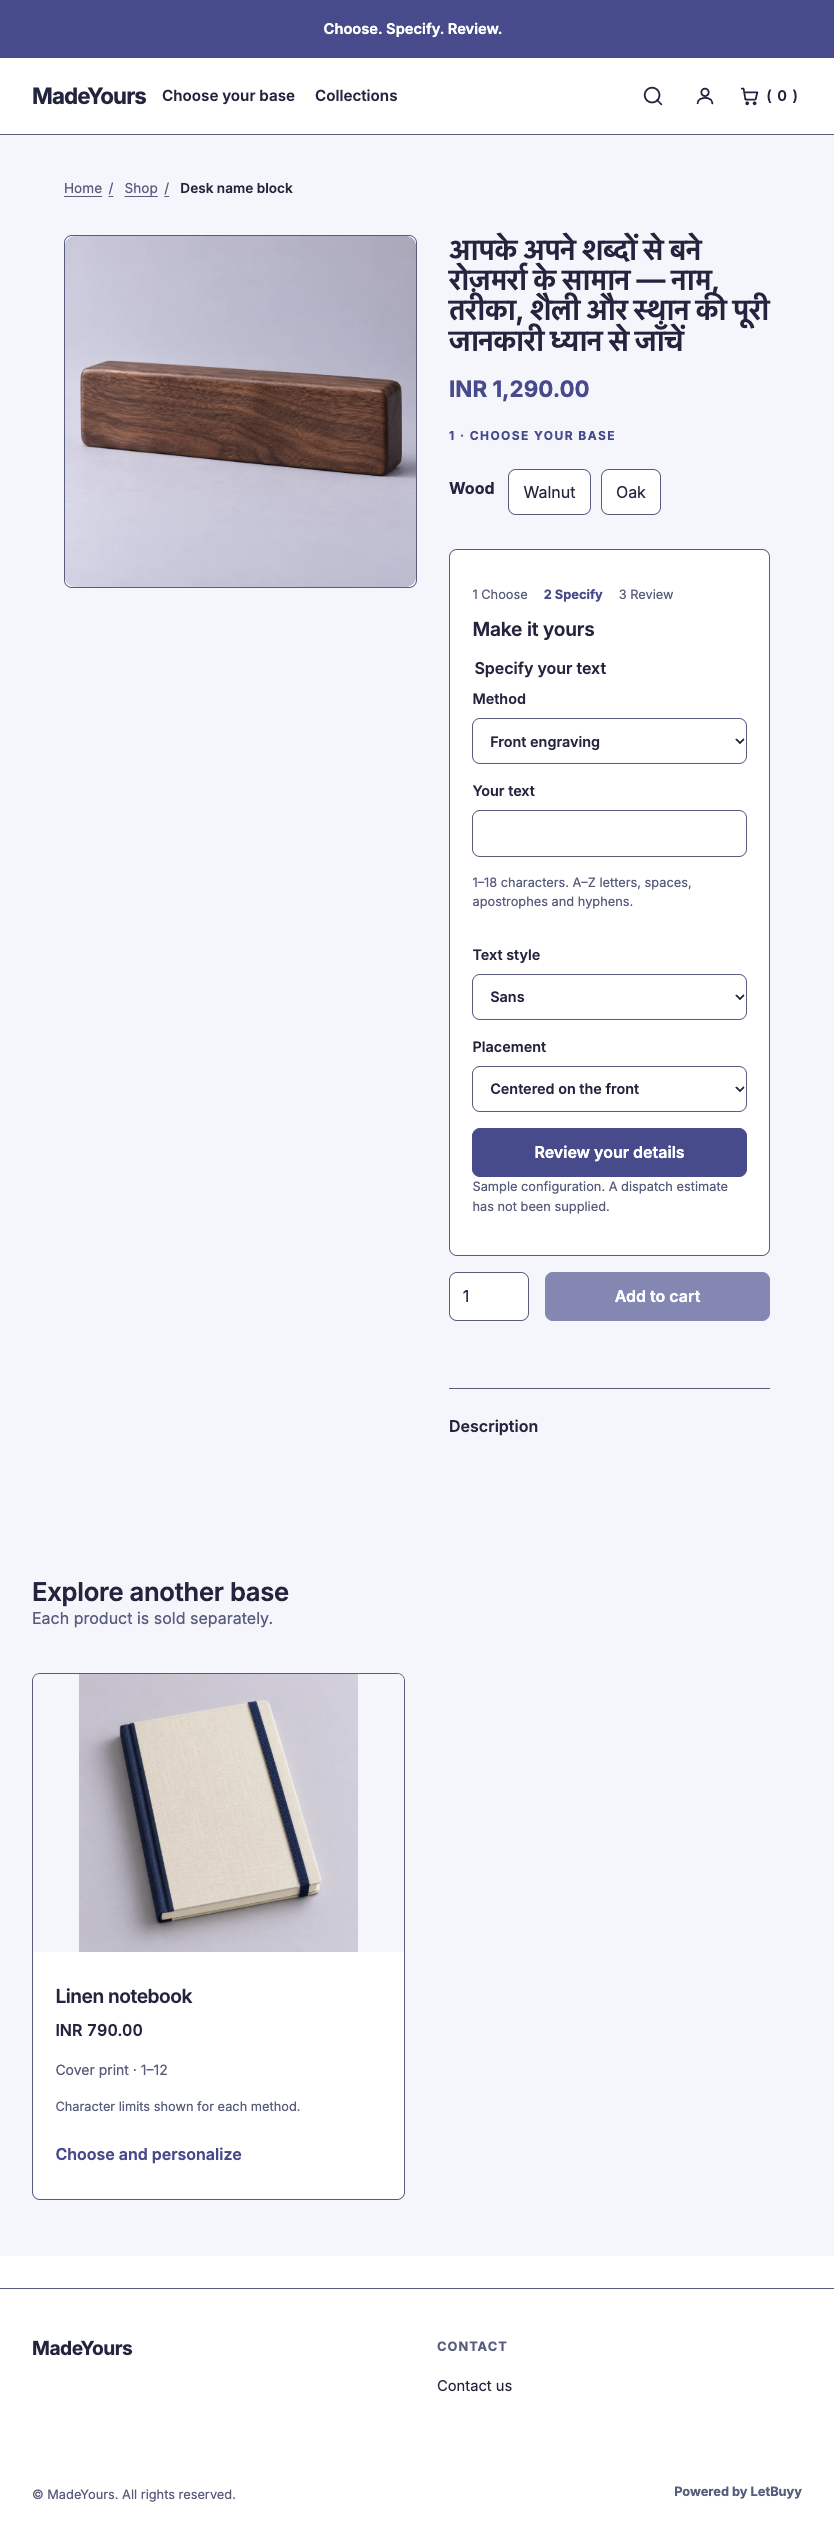 Choose. Specify. Review.
MadeYours Choose your base Collections ( 0 )
Home / Shop / Desk name block
आपके अपने शब्दों से बने
रोज़मर्रा के सामान — नाम,
तरीका, शैली और स्थान की पूरी
जानकारी ध्यान से जाँचें
INR 1,290.00
1 · CHOOSE YOUR BASE
Wood Walnut Oak
1 Choose 2 Specify 3 Review
Make it yours
Specify your text
Method
Front engraving
Your text
1–18 characters. A–Z letters, spaces,
apostrophes and hyphens.
Text style
Sans
Placement
Centered on the front
Review your details
Sample configuration. A dispatch estimate
has not been supplied.
1 Add to cart
Description
Explore another base
Each product is sold separately.
Linen notebook
INR 790.00
Cover print · 1–12
Character limits shown for each method.
Choose and personalize
MadeYours
CONTACT
Contact us
© MadeYours. All rights reserved.
Powered by LetBuyy